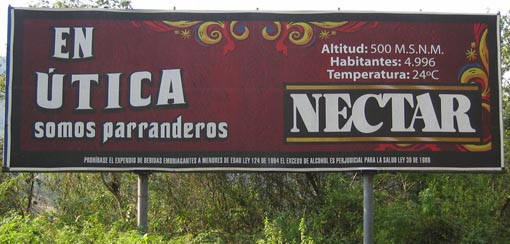 EN
ÚTICA
somos parranderos
Altitud: 500 M.S.N.M.
Habitantes: 4.996
Temperatura: 24ºC
NECTAR
PROHÍBASE EL EXPENDIO DE BEBIDAS EMBRIAGANTES A MENORES DE EDAD LEY 124 DE 1994 EL EXCESO DE ALCOHOL ES PERJUDICIAL PARA LA SALUD LEY 30 DE 1986